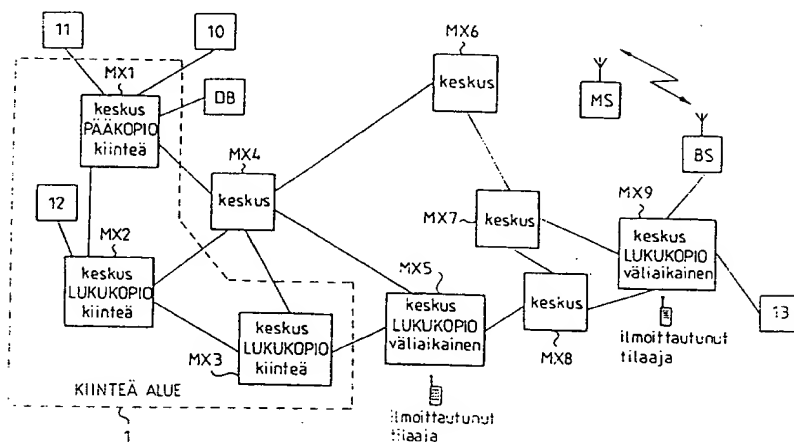 11
10
MX1
keskus
PÄÄKOPIO
kiinteä
DB
MX6
keskus
MS
BS
MX4
keskus
12
MX2
keskus
LUKUKOPIO
kiinteä
MX7
keskus
MX9
keskus
LUKUKOPIO
väliaikainen
MX5
keskus
LUKUKOPIO
väliaikainen
keskus
MX8
13
MX3
keskus
LUKUKOPIO
kiinteä
KIINTEÄ ALUE
1
ilmoittautunut
tilaaja
ilmoittautunut
tilaaja